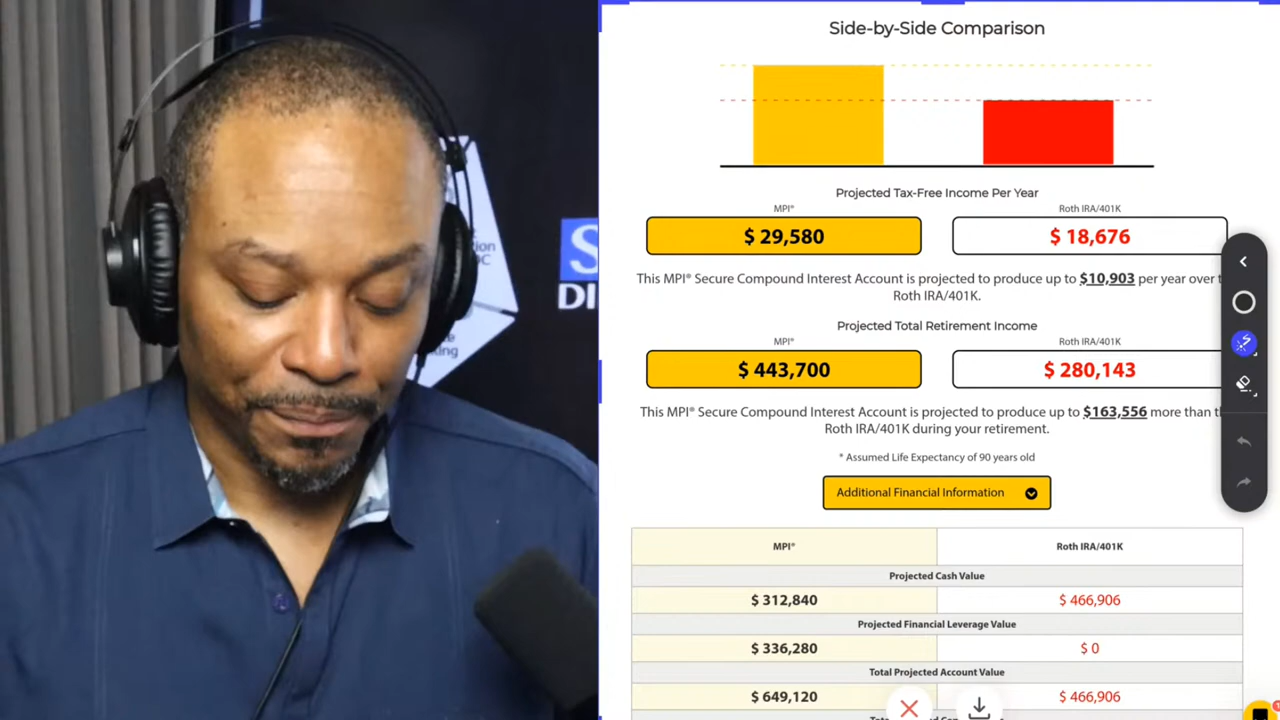 Side-by-Side Comparison
Projected Tax-Free Income Per Year
MPI® Roth IRA/401K
$ 29,580 $ 18,676
This MPI® Secure Compound Interest Account is projected to produce up to $10,903 per year over
Roth IRA/401K.
Projected Total Retirement Income
MPI® Roth IRA/401K
$ 443,700 $ 280,143
This MPI® Secure Compound Interest Account is projected to produce up to $163,556 more than
Roth IRA/401K during your retirement.
* Assumed Life Expectancy of 90 years old
Additional Financial Information
MPI® Roth IRA/401K
Projected Cash Value
$ 312,840 $ 466,906
Projected Financial Leverage Value
$ 336,280 $ 0
Total Projected Account Value
$ 649,120 $ 466,906
S
DI